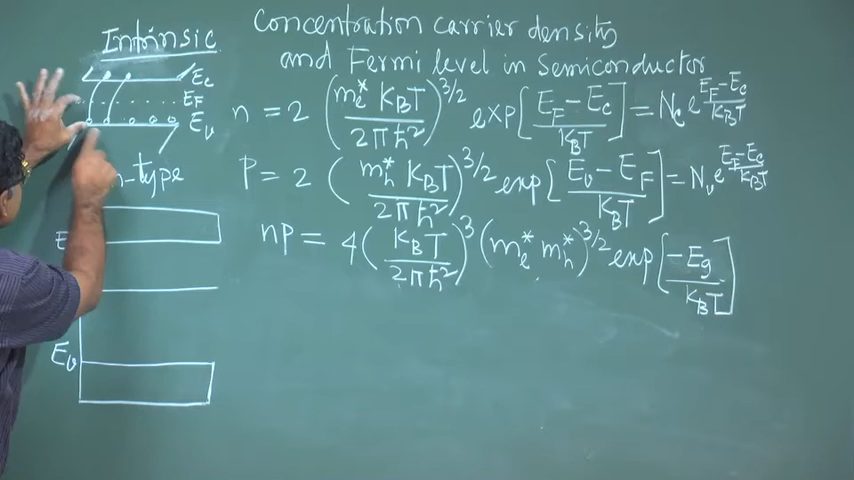 Intrinsic
Concentration carrier density
and Fermi level in Semiconductor
Ec
EF
Ev
n = 2 (me* KBT / 2πħ²)^3/2 exp[EF − Ec / KBT] = Nc e^(EF − Ec / KBT)
P = 2 (mh* KBT / 2πħ²)^3/2 exp[Ev − EF / KBT] = Nv e^(EF − Ec / KBT)
np = 4 (KBT / 2πħ²)^3 (me* mh*)^3/2 exp[−Eg / KBT]
n-type
E
Ev